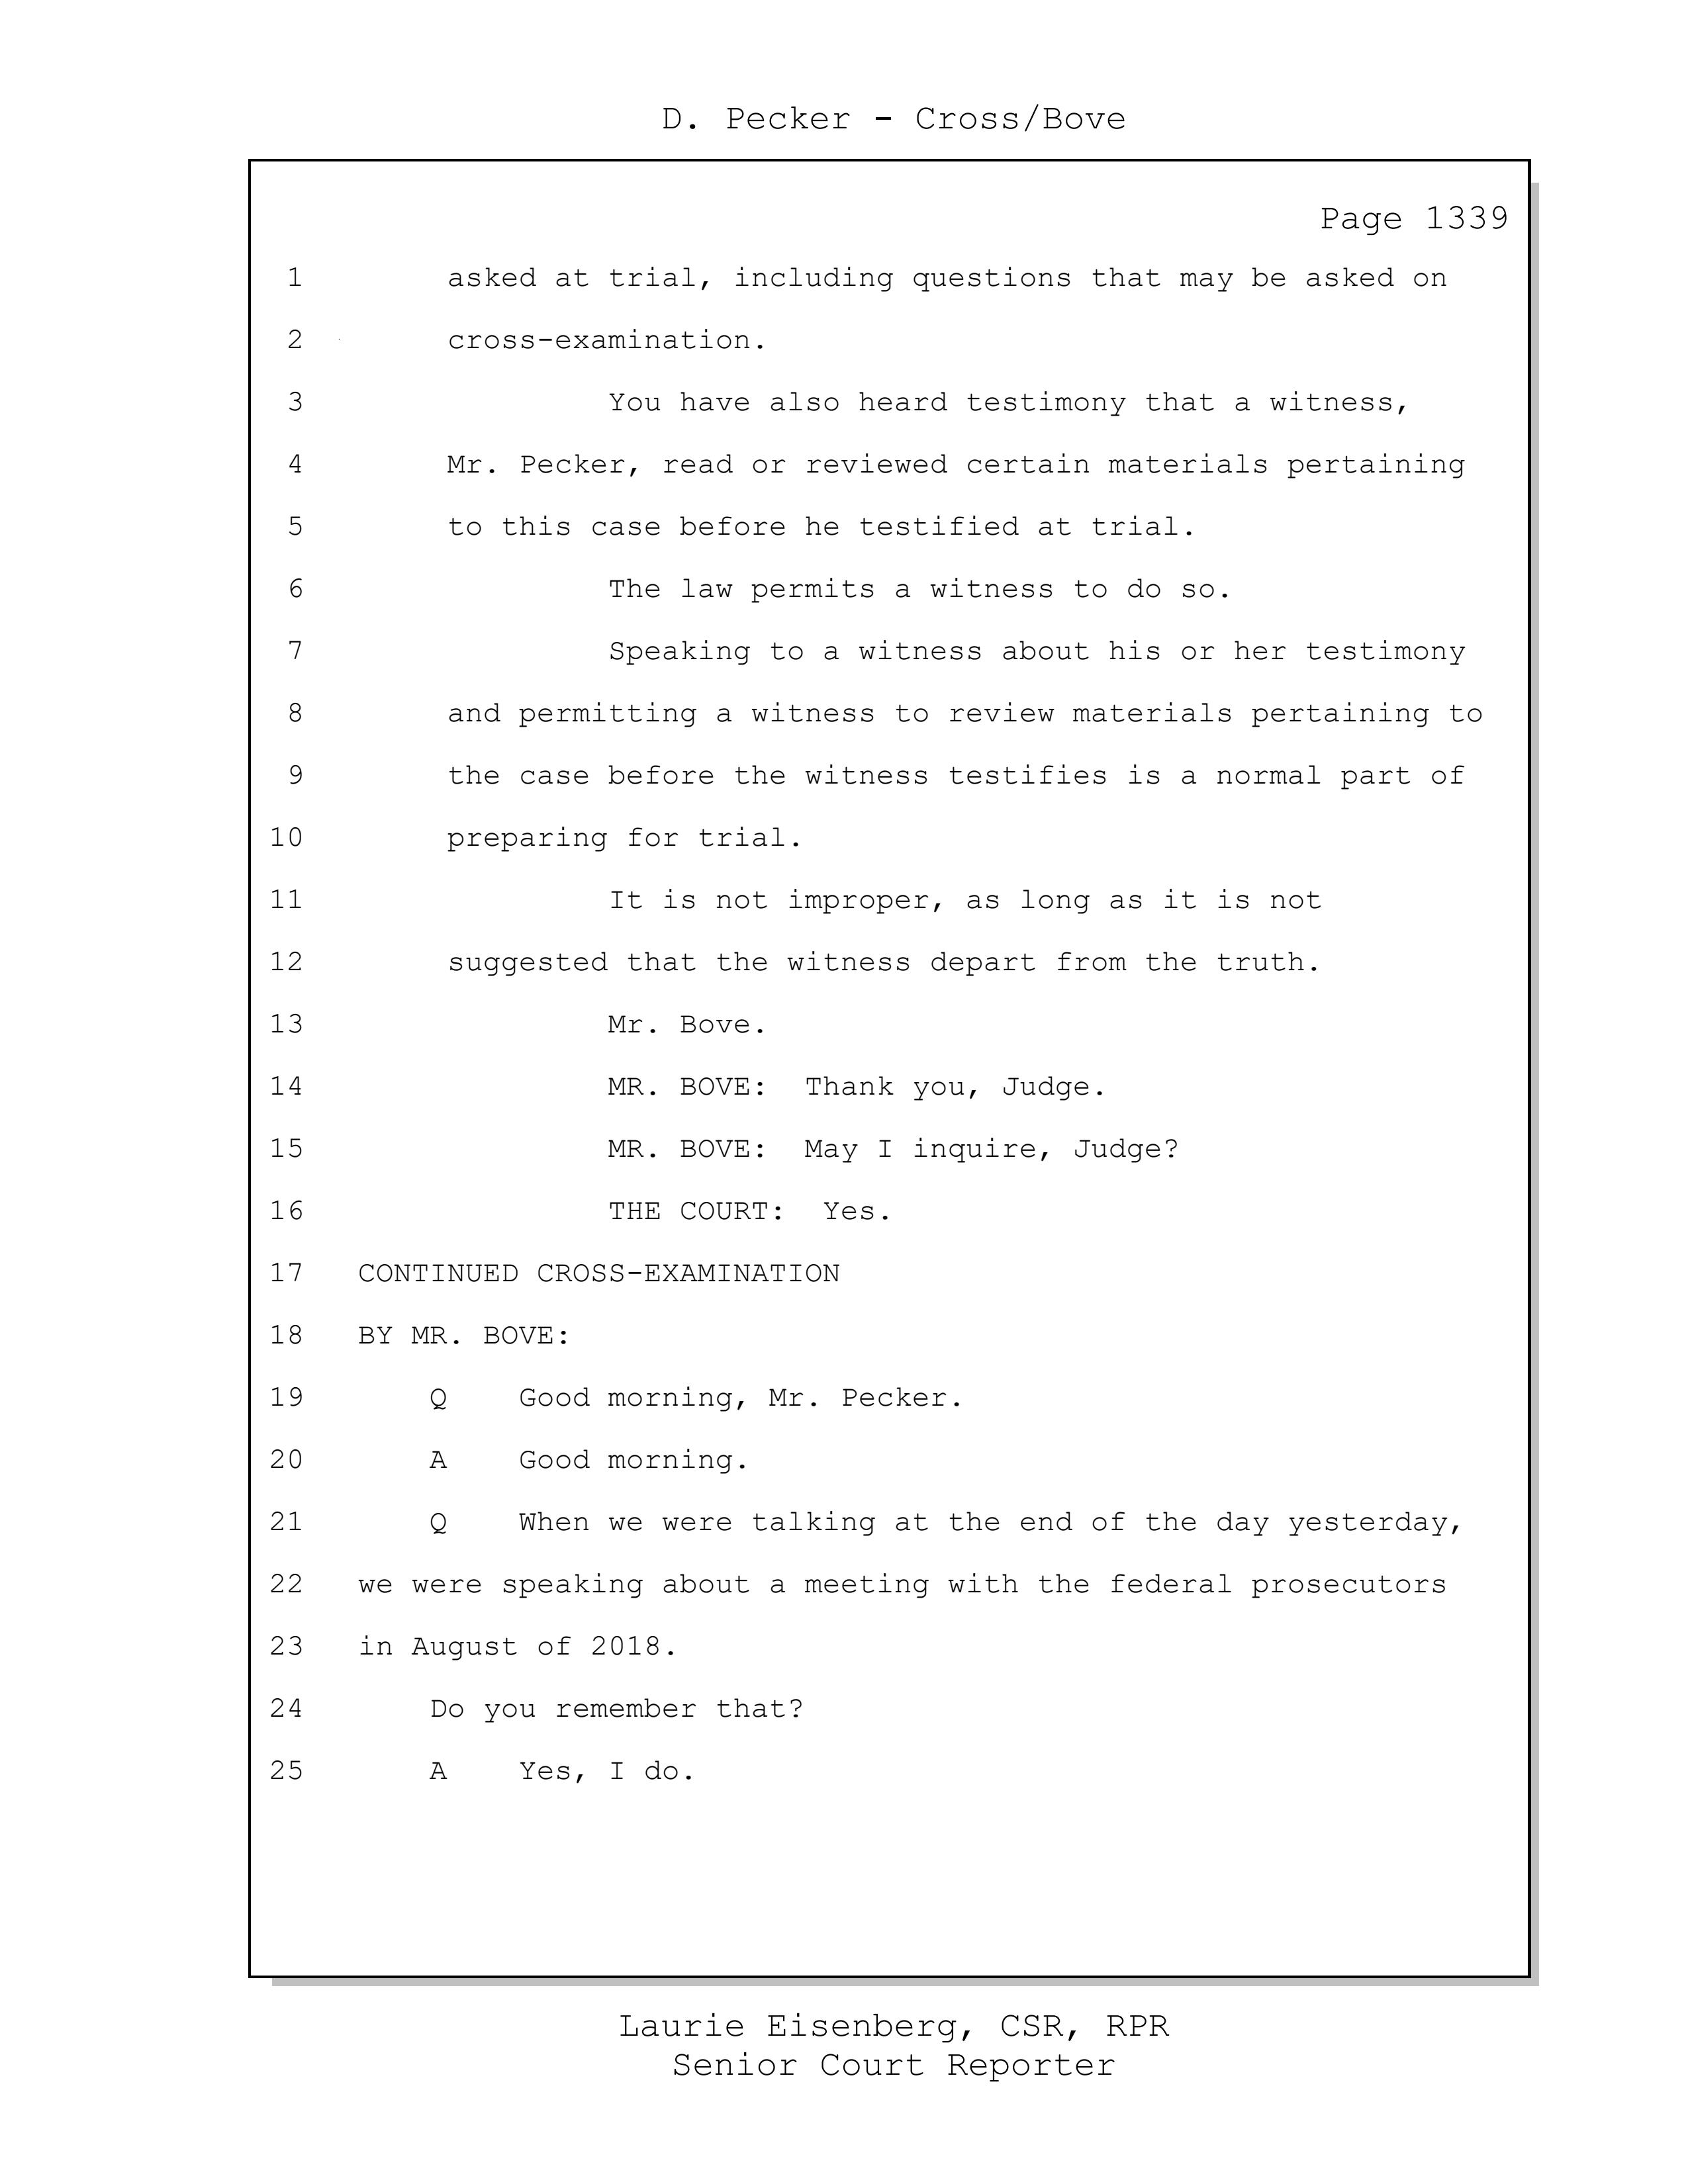 D. Pecker - Cross/Bove
Page 1339
1 asked at trial, including questions that may be asked on
2 cross-examination.
3 You have also heard testimony that a witness,
4 Mr. Pecker, read or reviewed certain materials pertaining
5 to this case before he testified at trial.
6 The law permits a witness to do so.
7 Speaking to a witness about his or her testimony
8 and permitting a witness to review materials pertaining to
9 the case before the witness testifies is a normal part of
10 preparing for trial.
11 It is not improper, as long as it is not
12 suggested that the witness depart from the truth.
13 Mr. Bove.
14 MR. BOVE: Thank you, Judge.
15 MR. BOVE: May I inquire, Judge?
16 THE COURT: Yes.
17 CONTINUED CROSS-EXAMINATION
18 BY MR. BOVE:
19 Q Good morning, Mr. Pecker.
20 A Good morning.
21 Q When we were talking at the end of the day yesterday,
22 we were speaking about a meeting with the federal prosecutors
23 in August of 2018.
24 Do you remember that?
25 A Yes, I do.
Laurie Eisenberg, CSR, RPR
Senior Court Reporter